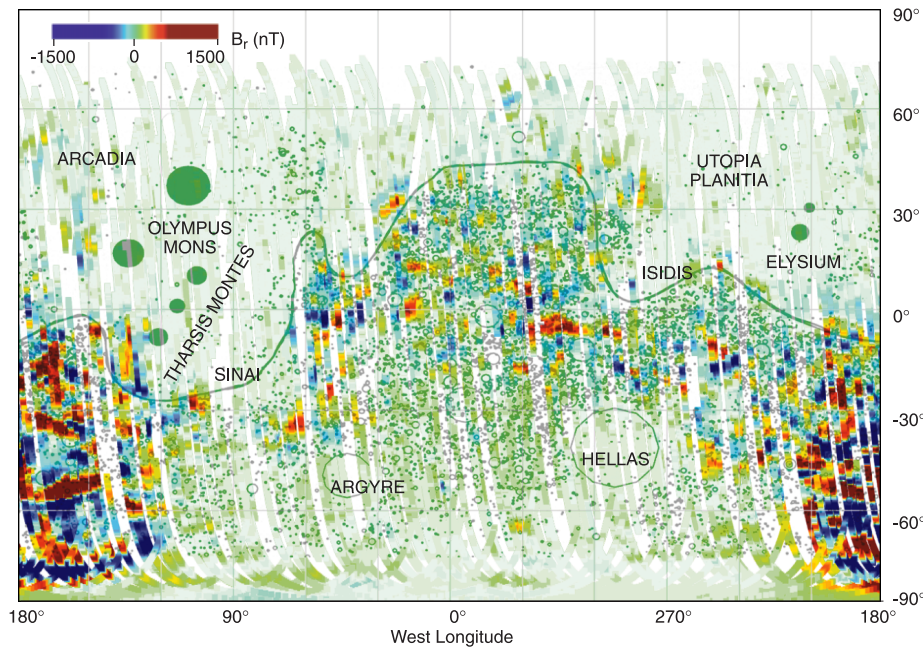 90°
-1500
0
1500
Br (nT)
60°
ARCADIA
UTOPIA
PLANITIA
30°
OLYMPUS
MONS
ELYSIUM
ISIDIS
THARSIS MONTES
0°
SINAI
-30°
HELLAS
ARGYRE
-60°
-90°
180°
90°
0°
270°
180°
West Longitude